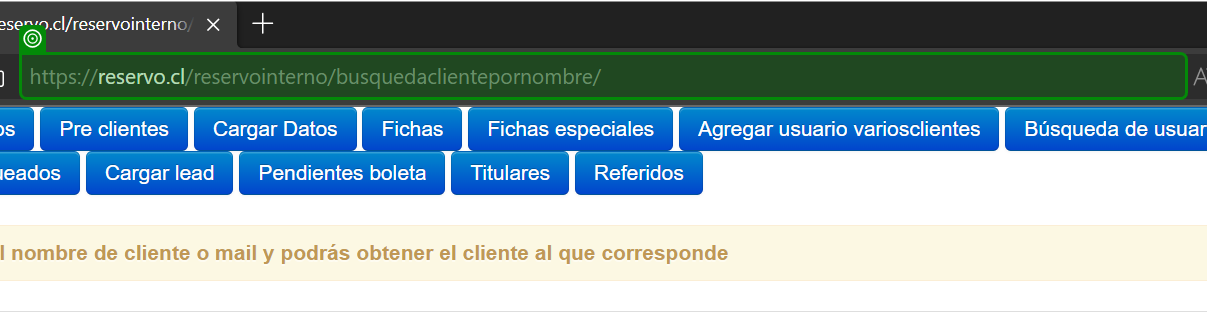 eservo.cl/reservointerno/
https://reservo.cl/reservointerno/busquedaclientepornombre/
os Pre clientes Cargar Datos Fichas Fichas especiales Agregar usuario variosclientes Búsqueda de usuar
ueados Cargar lead Pendientes boleta Titulares Referidos
l nombre de cliente o mail y podrás obtener el cliente al que corresponde